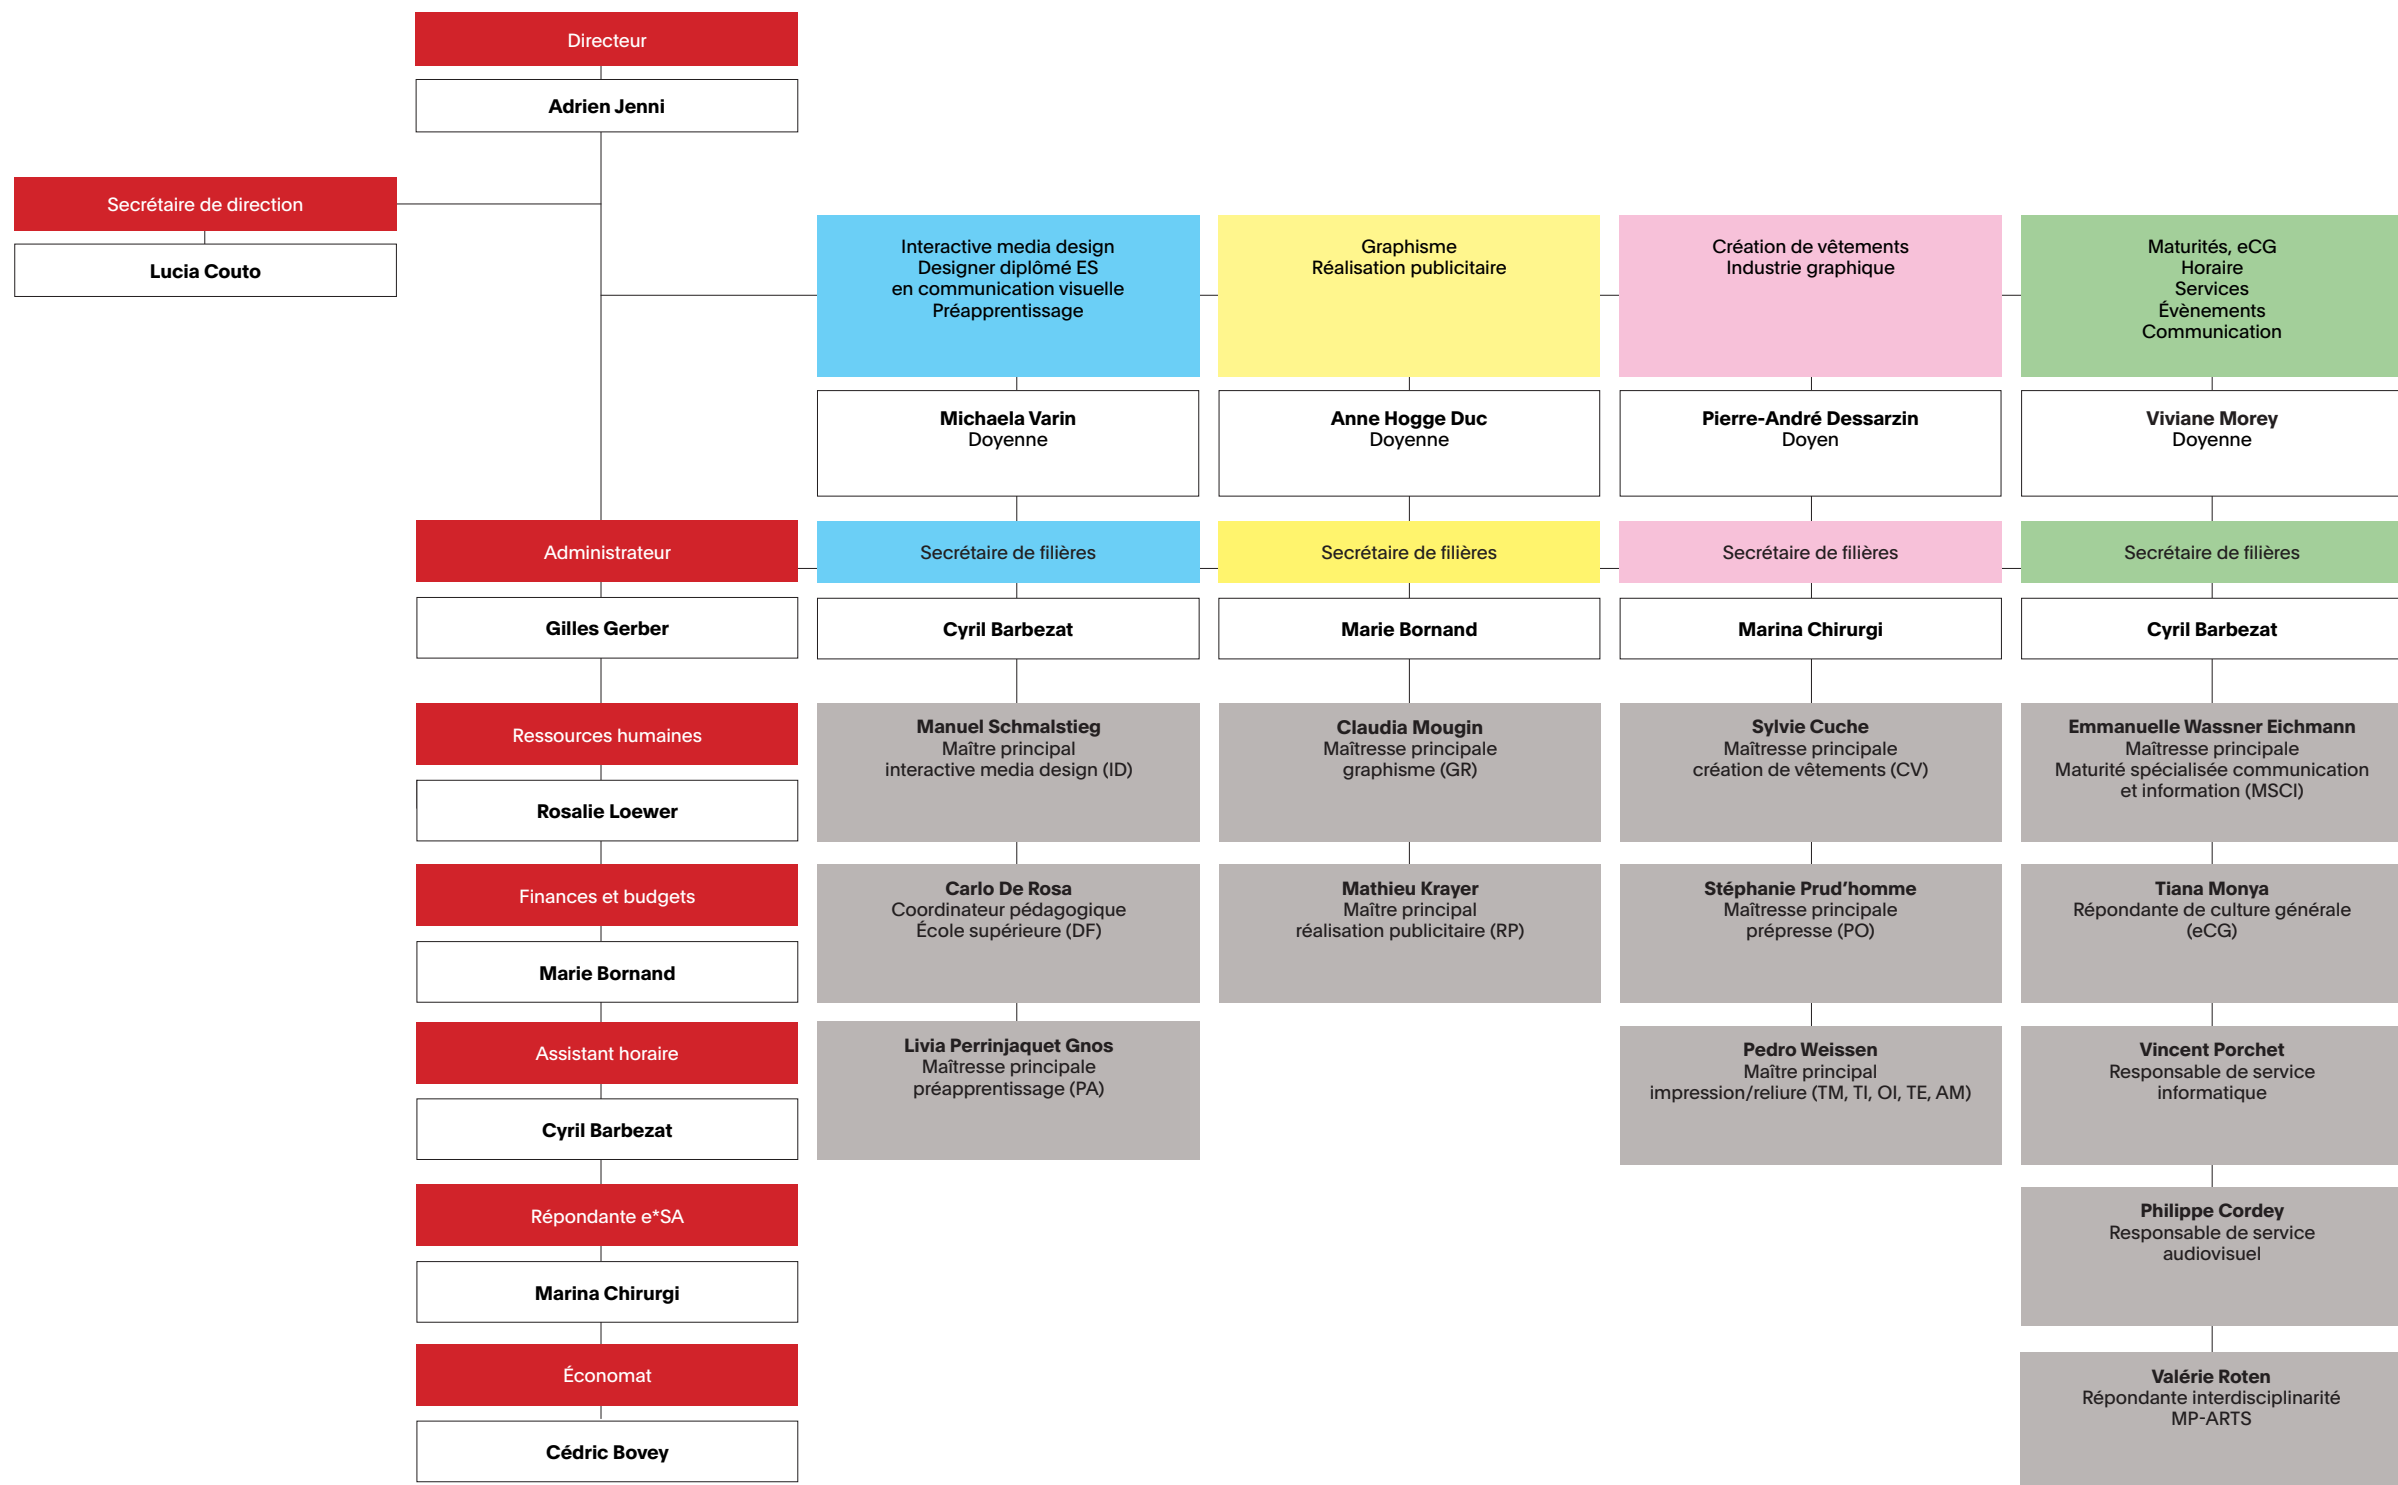 Directeur
Adrien Jenni
Secrétaire de direction
Lucia Couto
Interactive media design
Designer diplômé ES
en communication visuelle
Préapprentissage
Graphisme
Réalisation publicitaire
Création de vêtements
Industrie graphique
Maturités, eCG
Horaire
Services
Évènements
Communication
Michaela Varin
Doyenne
Anne Hogge Duc
Doyenne
Pierre-André Dessarzin
Doyen
Viviane Morey
Doyenne
Administrateur
Secrétaire de filières
Secrétaire de filières
Secrétaire de filières
Secrétaire de filières
Gilles Gerber
Cyril Barbezat
Marie Bornand
Marina Chirurgi
Cyril Barbezat
Ressources humaines
Rosalie Loewer
Manuel Schmalstieg
Maître principal
interactive media design (ID)
Claudia Mougin
Maîtresse principale
graphisme (GR)
Sylvie Cuche
Maîtresse principale
création de vêtements (CV)
Emmanuelle Wassner Eichmann
Maîtresse principale
Maturité spécialisée communication
et information (MSCI)
Finances et budgets
Marie Bornand
Carlo De Rosa
Coordinateur pédagogique
École supérieure (DF)
Mathieu Krayer
Maître principal
réalisation publicitaire (RP)
Stéphanie Prud’homme
Maîtresse principale
prépresse (PO)
Tiana Monya
Répondante de culture générale
(eCG)
Assistant horaire
Cyril Barbezat
Livia Perrinjaquet Gnos
Maîtresse principale
préapprentissage (PA)
Pedro Weissen
Maître principal
impression/reliure (TM, TI, OI, TE, AM)
Vincent Porchet
Responsable de service
informatique
Répondante e*SA
Marina Chirurgi
Philippe Cordey
Responsable de service
audiovisuel
Économat
Cédric Bovey
Valérie Roten
Répondante interdisciplinarité
MP-ARTS